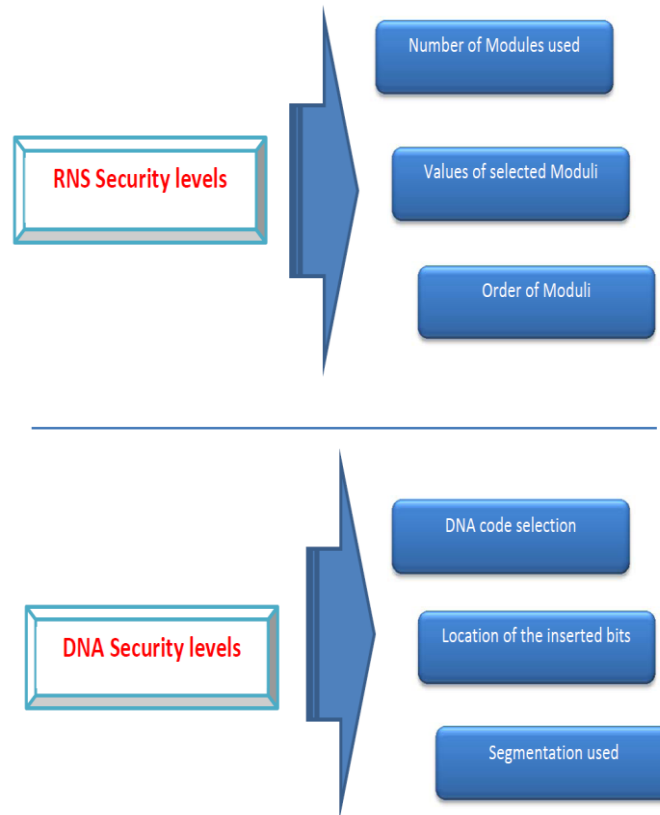 RNS Security levels
Number of Modules used
Values of selected Moduli
Order of Moduli
DNA Security levels
DNA code selection
Location of the inserted bits
Segmentation used